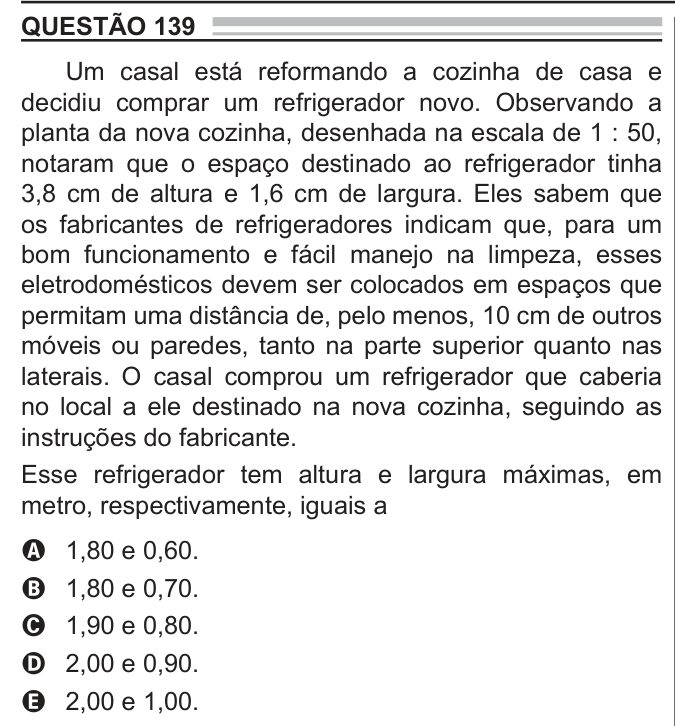 QUESTÃO 139
Um casal está reformando a cozinha de casa e
decidiu comprar um refrigerador novo. Observando a
planta da nova cozinha, desenhada na escala de 1 : 50,
notaram que o espaço destinado ao refrigerador tinha
3,8 cm de altura e 1,6 cm de largura. Eles sabem que
os fabricantes de refrigeradores indicam que, para um
bom funcionamento e fácil manejo na limpeza, esses
eletrodomésticos devem ser colocados em espaços que
permitam uma distância de, pelo menos, 10 cm de outros
móveis ou paredes, tanto na parte superior quanto nas
laterais. O casal comprou um refrigerador que caberia
no local a ele destinado na nova cozinha, seguindo as
instruções do fabricante.
Esse refrigerador tem altura e largura máximas, em
metro, respectivamente, iguais a
A 1,80 e 0,60.
B 1,80 e 0,70.
C 1,90 e 0,80.
D 2,00 e 0,90.
E 2,00 e 1,00.